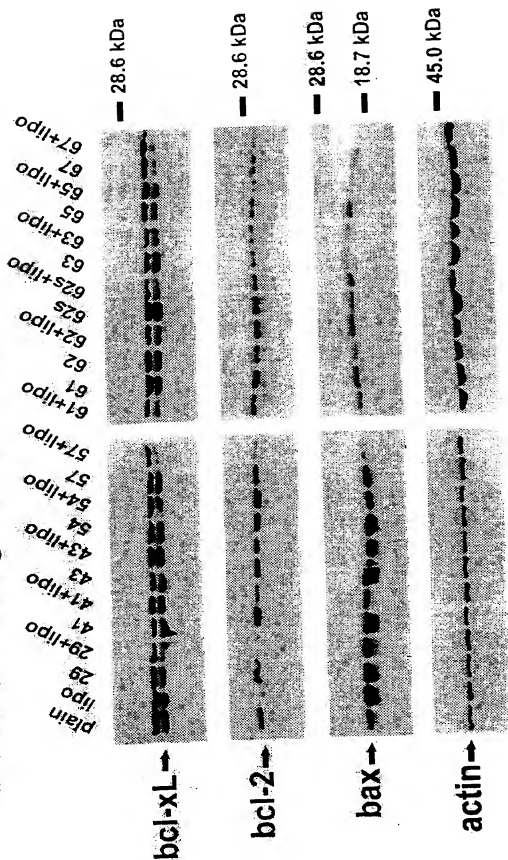 plain
lipo
29
29+lipo
41
41+lipo
43
43+lipo
54
54+lipo
57
57+lipo
61+lipo
61
62
62+lipo
62s
62s+lipo
63
63+lipo
65
65+lipo
67
67+lipo
bcl-xL→ 28.6 kDa
bcl-2→ 28.6 kDa
28.6 kDa
bax→ 18.7 kDa
actin→ 45.0 kDa